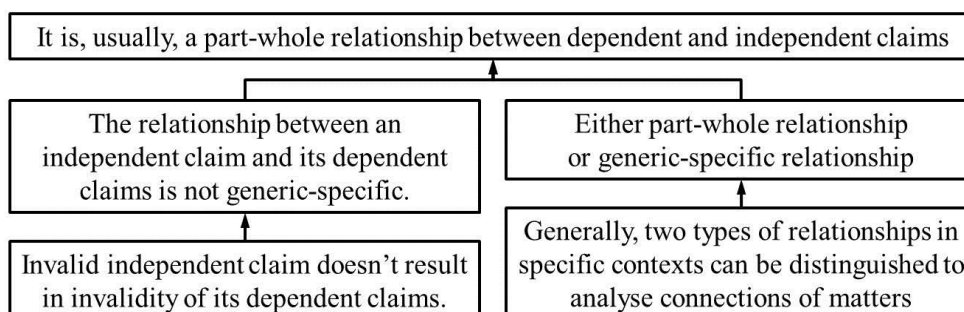 It is, usually, a part-whole relationship between dependent and independent claims
The relationship between an
independent claim and its dependent
claims is not generic-specific.
Either part-whole relationship
or generic-specific relationship
Invalid independent claim doesn’t result
in invalidity of its dependent claims.
Generally, two types of relationships in
specific contexts can be distinguished to
analyse connections of matters